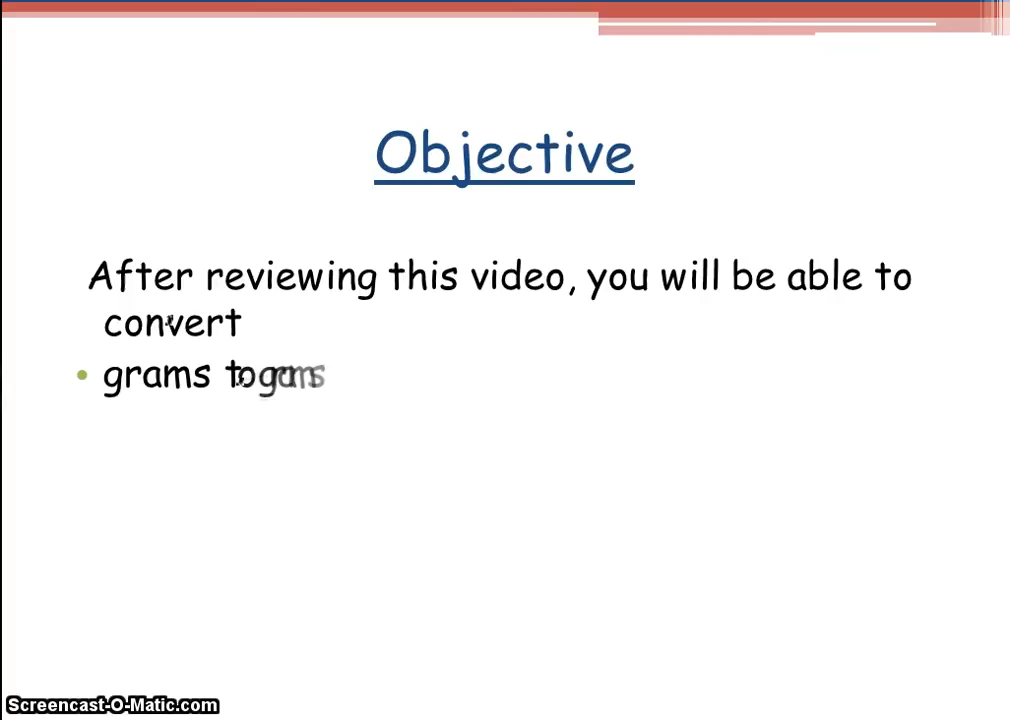 Objective
After reviewing this video, you will be able to
convert
grams to
Screencast-O-Matic.com